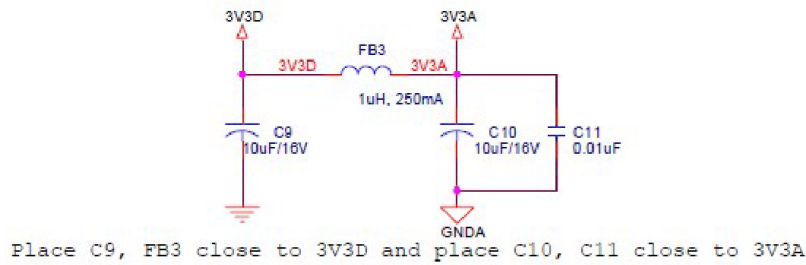 3V3D
3V3A
FB3
3V3D
3V3A
1uH, 250mA
C9
10uF/16V
C10
10uF/16V
C11
0.01uF
GNDA
Place C9, FB3 close to 3V3D and place C10, C11 close to 3V3A